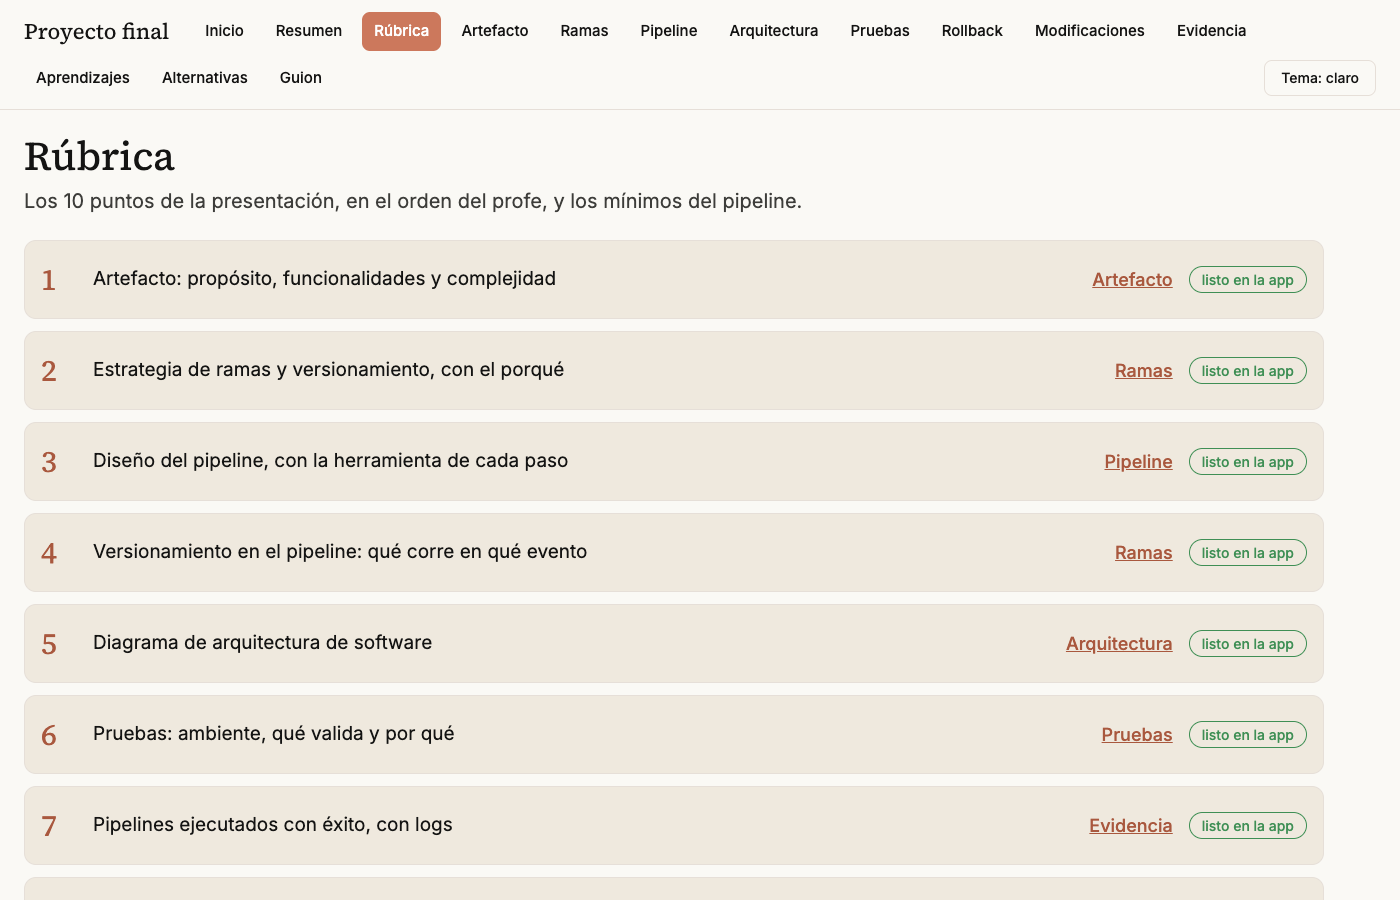 Proyecto final
Inicio
Resumen
Rúbrica
Artefacto
Ramas
Pipeline
Arquitectura
Pruebas
Rollback
Modificaciones
Evidencia
Aprendizajes
Alternativas
Guion
Tema: claro
Rúbrica
Los 10 puntos de la presentación, en el orden del profe, y los mínimos del pipeline.
1 Artefacto: propósito, funcionalidades y complejidad Artefacto listo en la app
2 Estrategia de ramas y versionamiento, con el porqué Ramas listo en la app
3 Diseño del pipeline, con la herramienta de cada paso Pipeline listo en la app
4 Versionamiento en el pipeline: qué corre en qué evento Ramas listo en la app
5 Diagrama de arquitectura de software Arquitectura listo en la app
6 Pruebas: ambiente, qué valida y por qué Pruebas listo en la app
7 Pipelines ejecutados con éxito, con logs Evidencia listo en la app